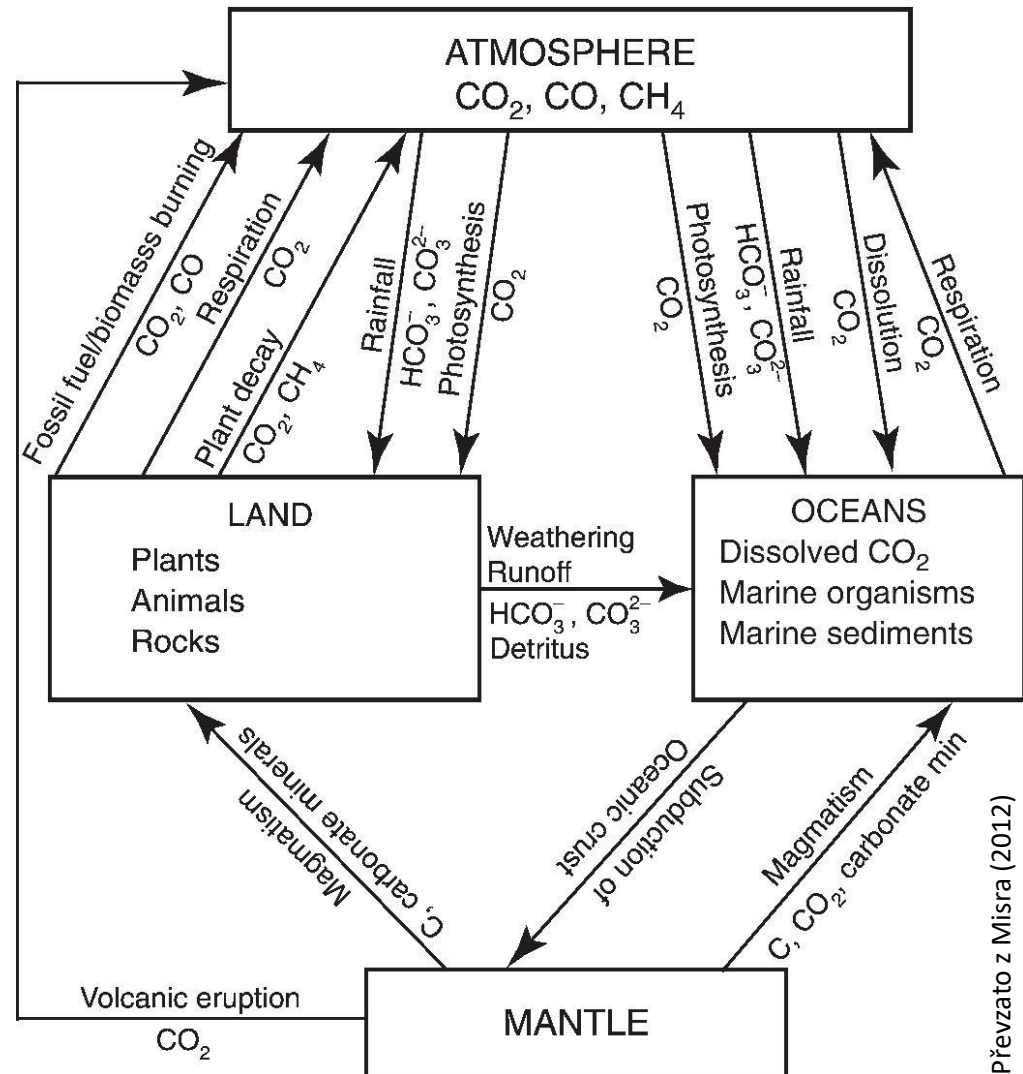 ATMOSPHERE
CO₂, CO, CH₄
Fossil fuel/biomasss burning
CO₂, CO
Respiration
CO₂
Plant decay
CO₂, CH₄
Rainfall
HCO₃⁻, CO₃²⁻
Photosynthesis
CO₂
Photosynthesis
CO₂
Rainfall
HCO₃⁻, CO₃²⁻
Dissolution
CO₂
Respiration
CO₂
LAND
Plants
Animals
Rocks
Weathering
Runoff
HCO₃⁻, CO₃²⁻
Detritus
OCEANS
Dissolved CO₂
Marine organisms
Marine sediments
Magmatism
C, carbonate minerals
Subduction of
Oceanic crust
Magmatism
C, CO₂, carbonate min
Volcanic eruption
CO₂
MANTLE
Převzato z Misra (2012)